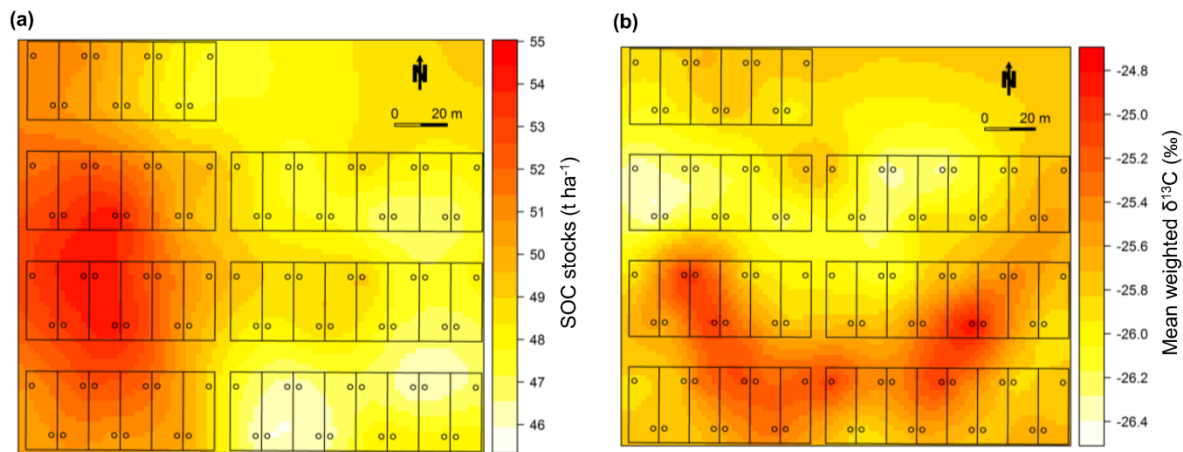 (a)
N
0 20 m
55
54
53
52
51
50
49
48
47
46
SOC stocks (t ha⁻¹)
(b)
N
0 20 m
-24.8
-25.0
-25.2
-25.4
-25.6
-25.8
-26.0
-26.2
-26.4
Mean weighted δ¹³C (‰)